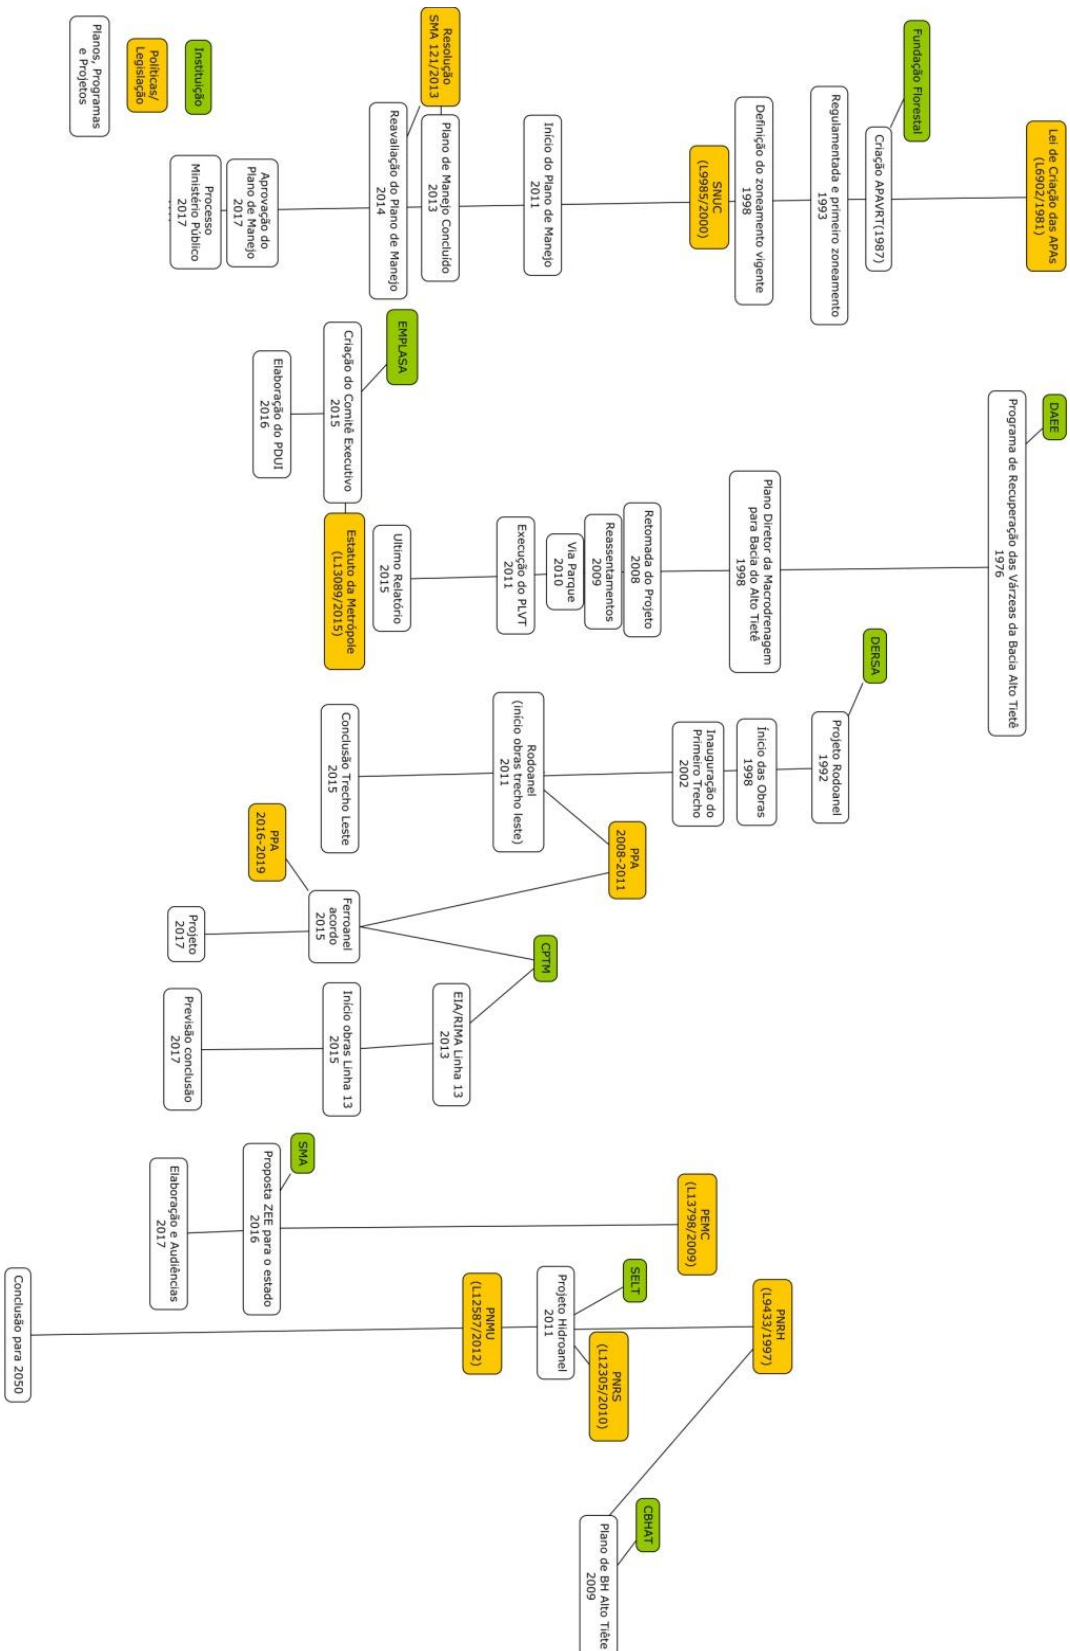 Lei de Criação das APAs
(L6902/1981)
Fundação Florestal
Criação APAVRT(1987)
Regulamentada e primeiro zoneamento
1993
Definição do zoneamento vigente
1998
SNUC
(L9985/2000)
Início do Plano de Manejo
2011
Resolução
SMA 121/2013
Plano de Manejo Concluído
2013
Reavaliação do Plano de Manejo
2014
Aprovação do
Plano de Manejo
2017
Processo
Ministério Público
2017
Instituição
Políticas/
Legislação
Planos, Programas
e Projetos
DAEE
Programa de Recuperação das Várzeas da Bacia Alto Tietê
1976
Plano Diretor da Macrodrenagem
para Bacia do Alto Tietê
1998
Retomada do Projeto
2008
Reassentamentos
2009
Via Parque
2010
Execução do PLVT
2011
Ultimo Relatório
2015
EMPLASA
Criação do Comitê Executivo
2015
Estatuto da Metrópole
(L13089/2015)
Elaboração do PDUI
2016
DERSA
Projeto Rodoanel
1992
Ínicio das Obras
1998
Inauguração do
Primeiro Trecho
2002
Rodoanel
(início obras trecho leste)
2011
Conclusão Trecho Leste
2015
PPA
2008-2011
PPA
2016-2019
Ferroanel
acordo
2015
Projeto
2017
CPTM
EIA/RIMA Linha 13
2013
Início obras Linha 13
2015
Previsão conclusão
2017
PEMC
(L13798/2009)
SMA
Proposta ZEE para o estado
2016
Elaboração e Audiências
2017
PNRH
(L9433/1997)
SELT
PNRS
(L12305/2010)
Projeto Hidroanel
2011
PNMU
(L12587/2012)
Conclusão para 2050
CBHAT
Plano de BH Alto Tiête
2009